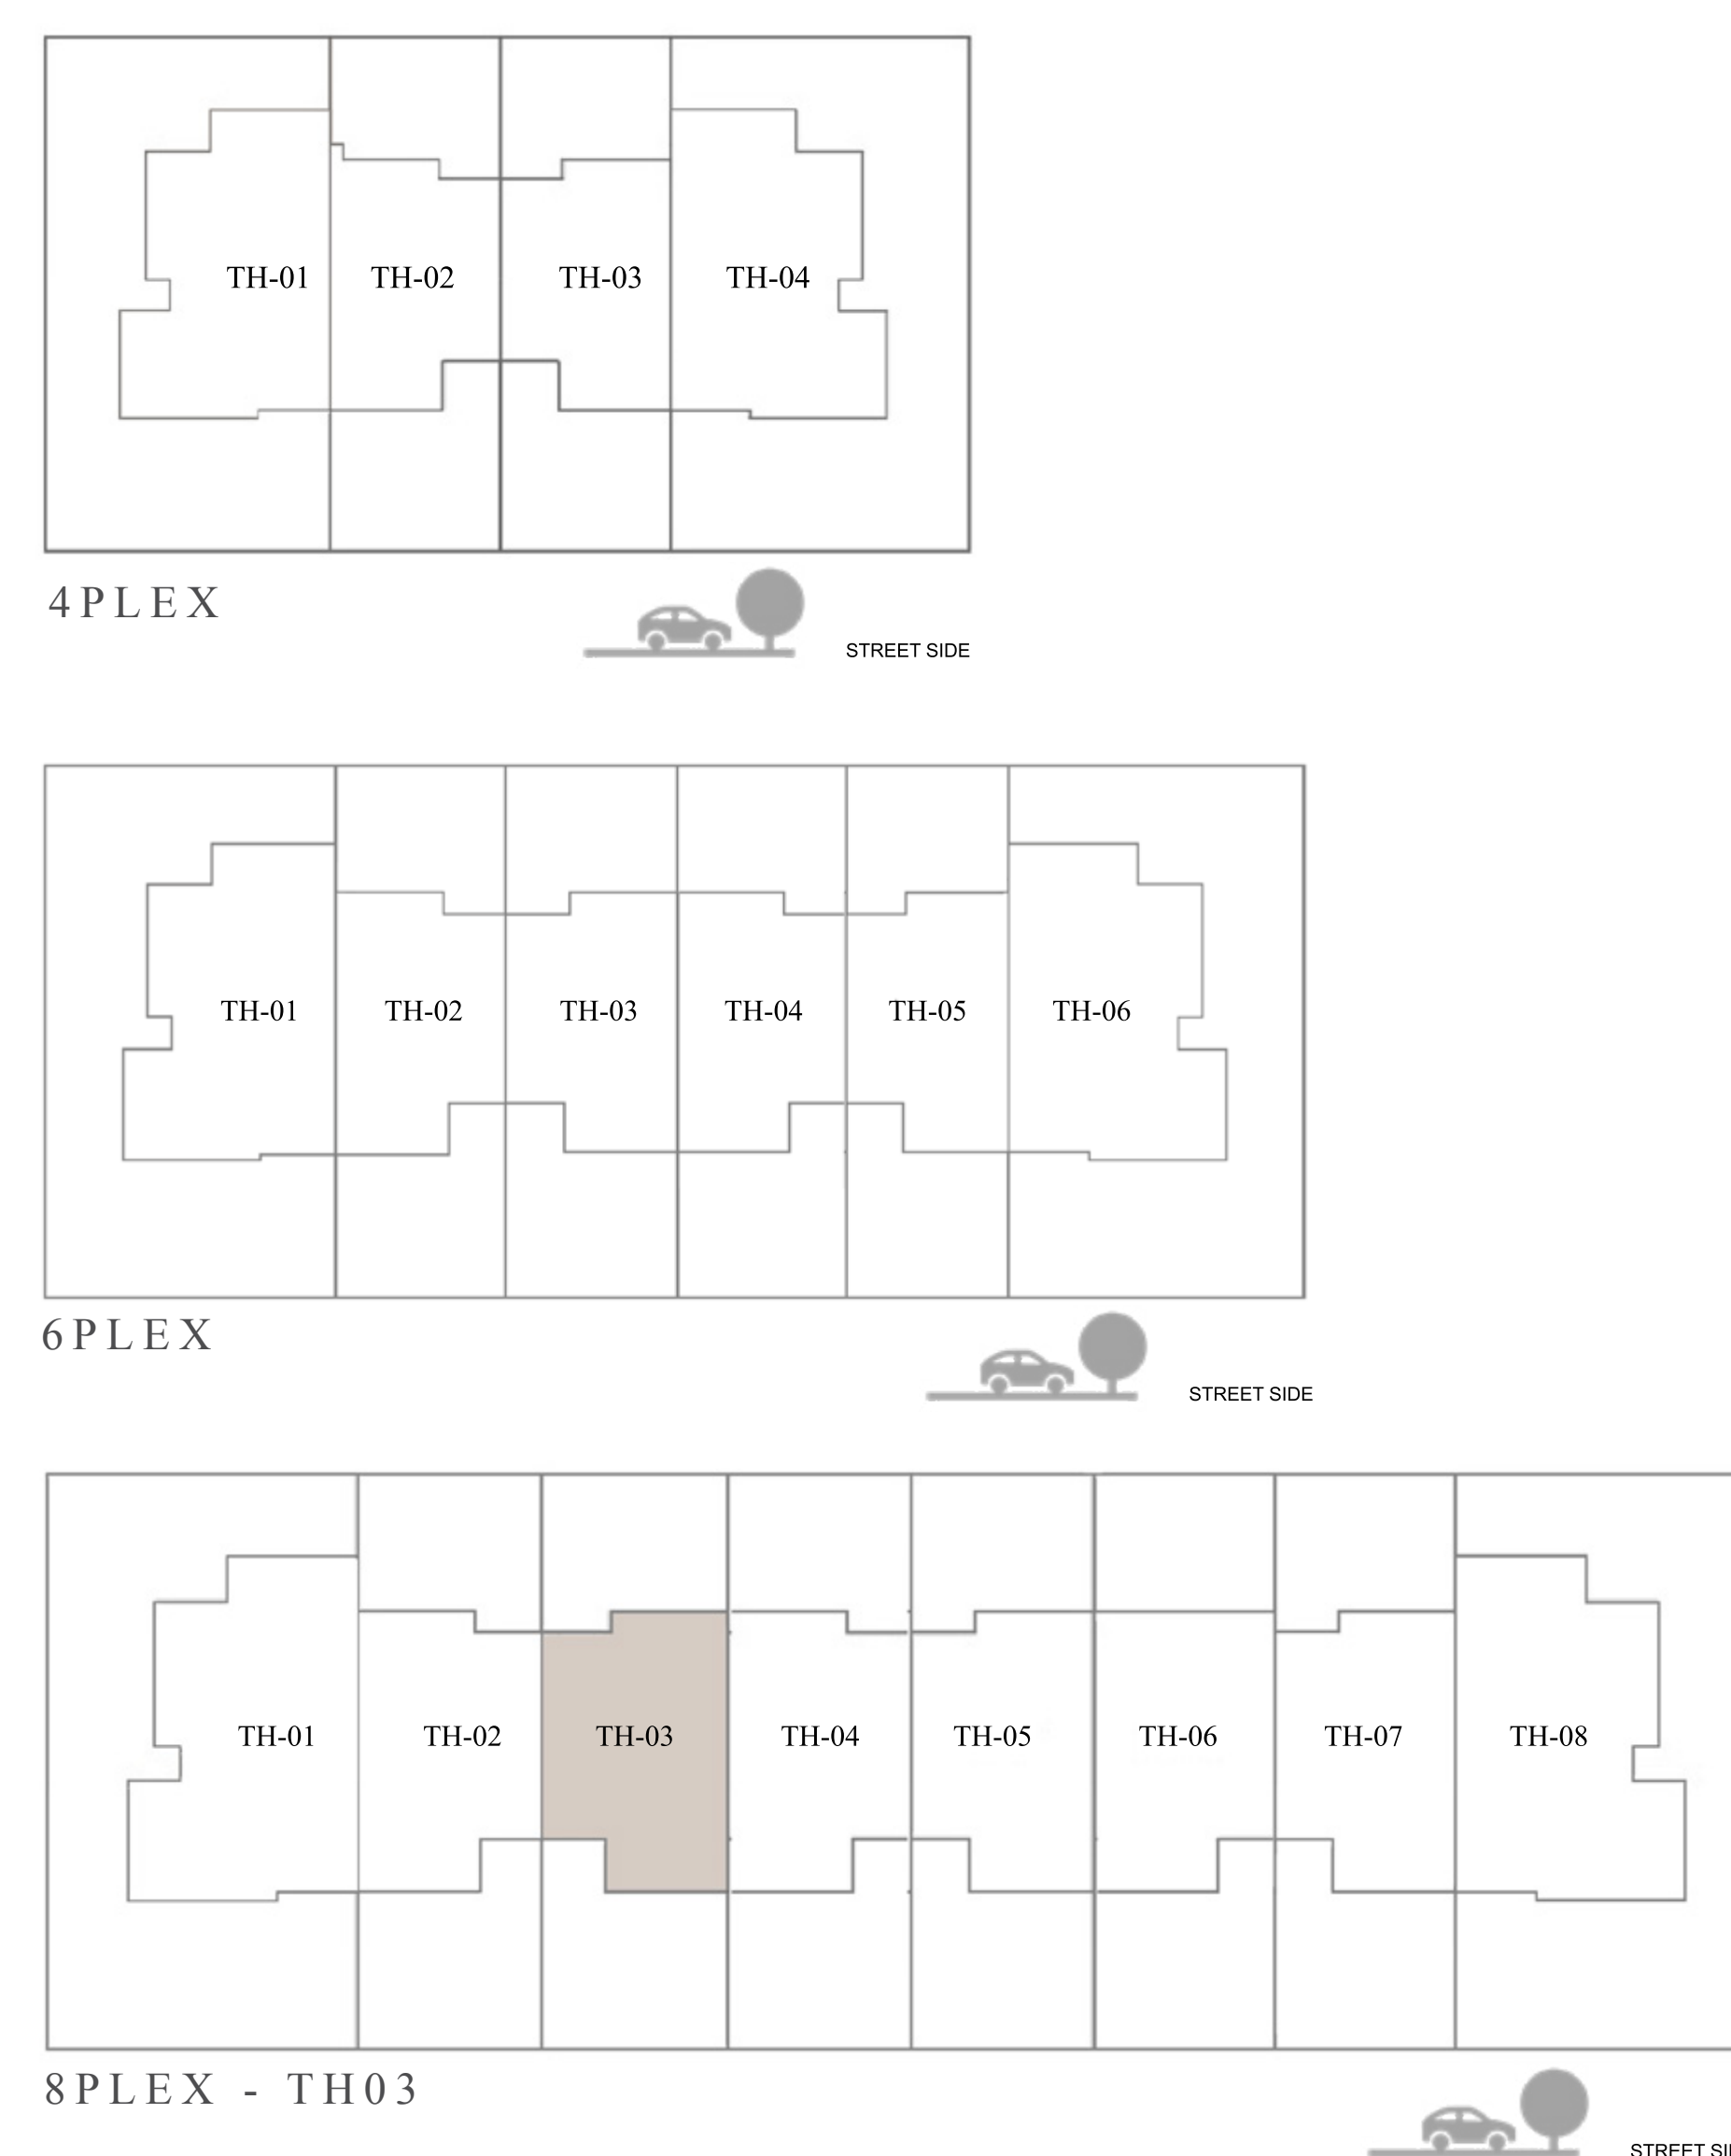 TH-01 TH-02 TH-03 TH-04
4PLEX
STREET SIDE
TH-01 TH-02 TH-03 TH-04 TH-05 TH-06
6PLEX
STREET SIDE
TH-01 TH-02 TH-03 TH-04 TH-05 TH-06 TH-07 TH-08
8PLEX - TH03
STREET